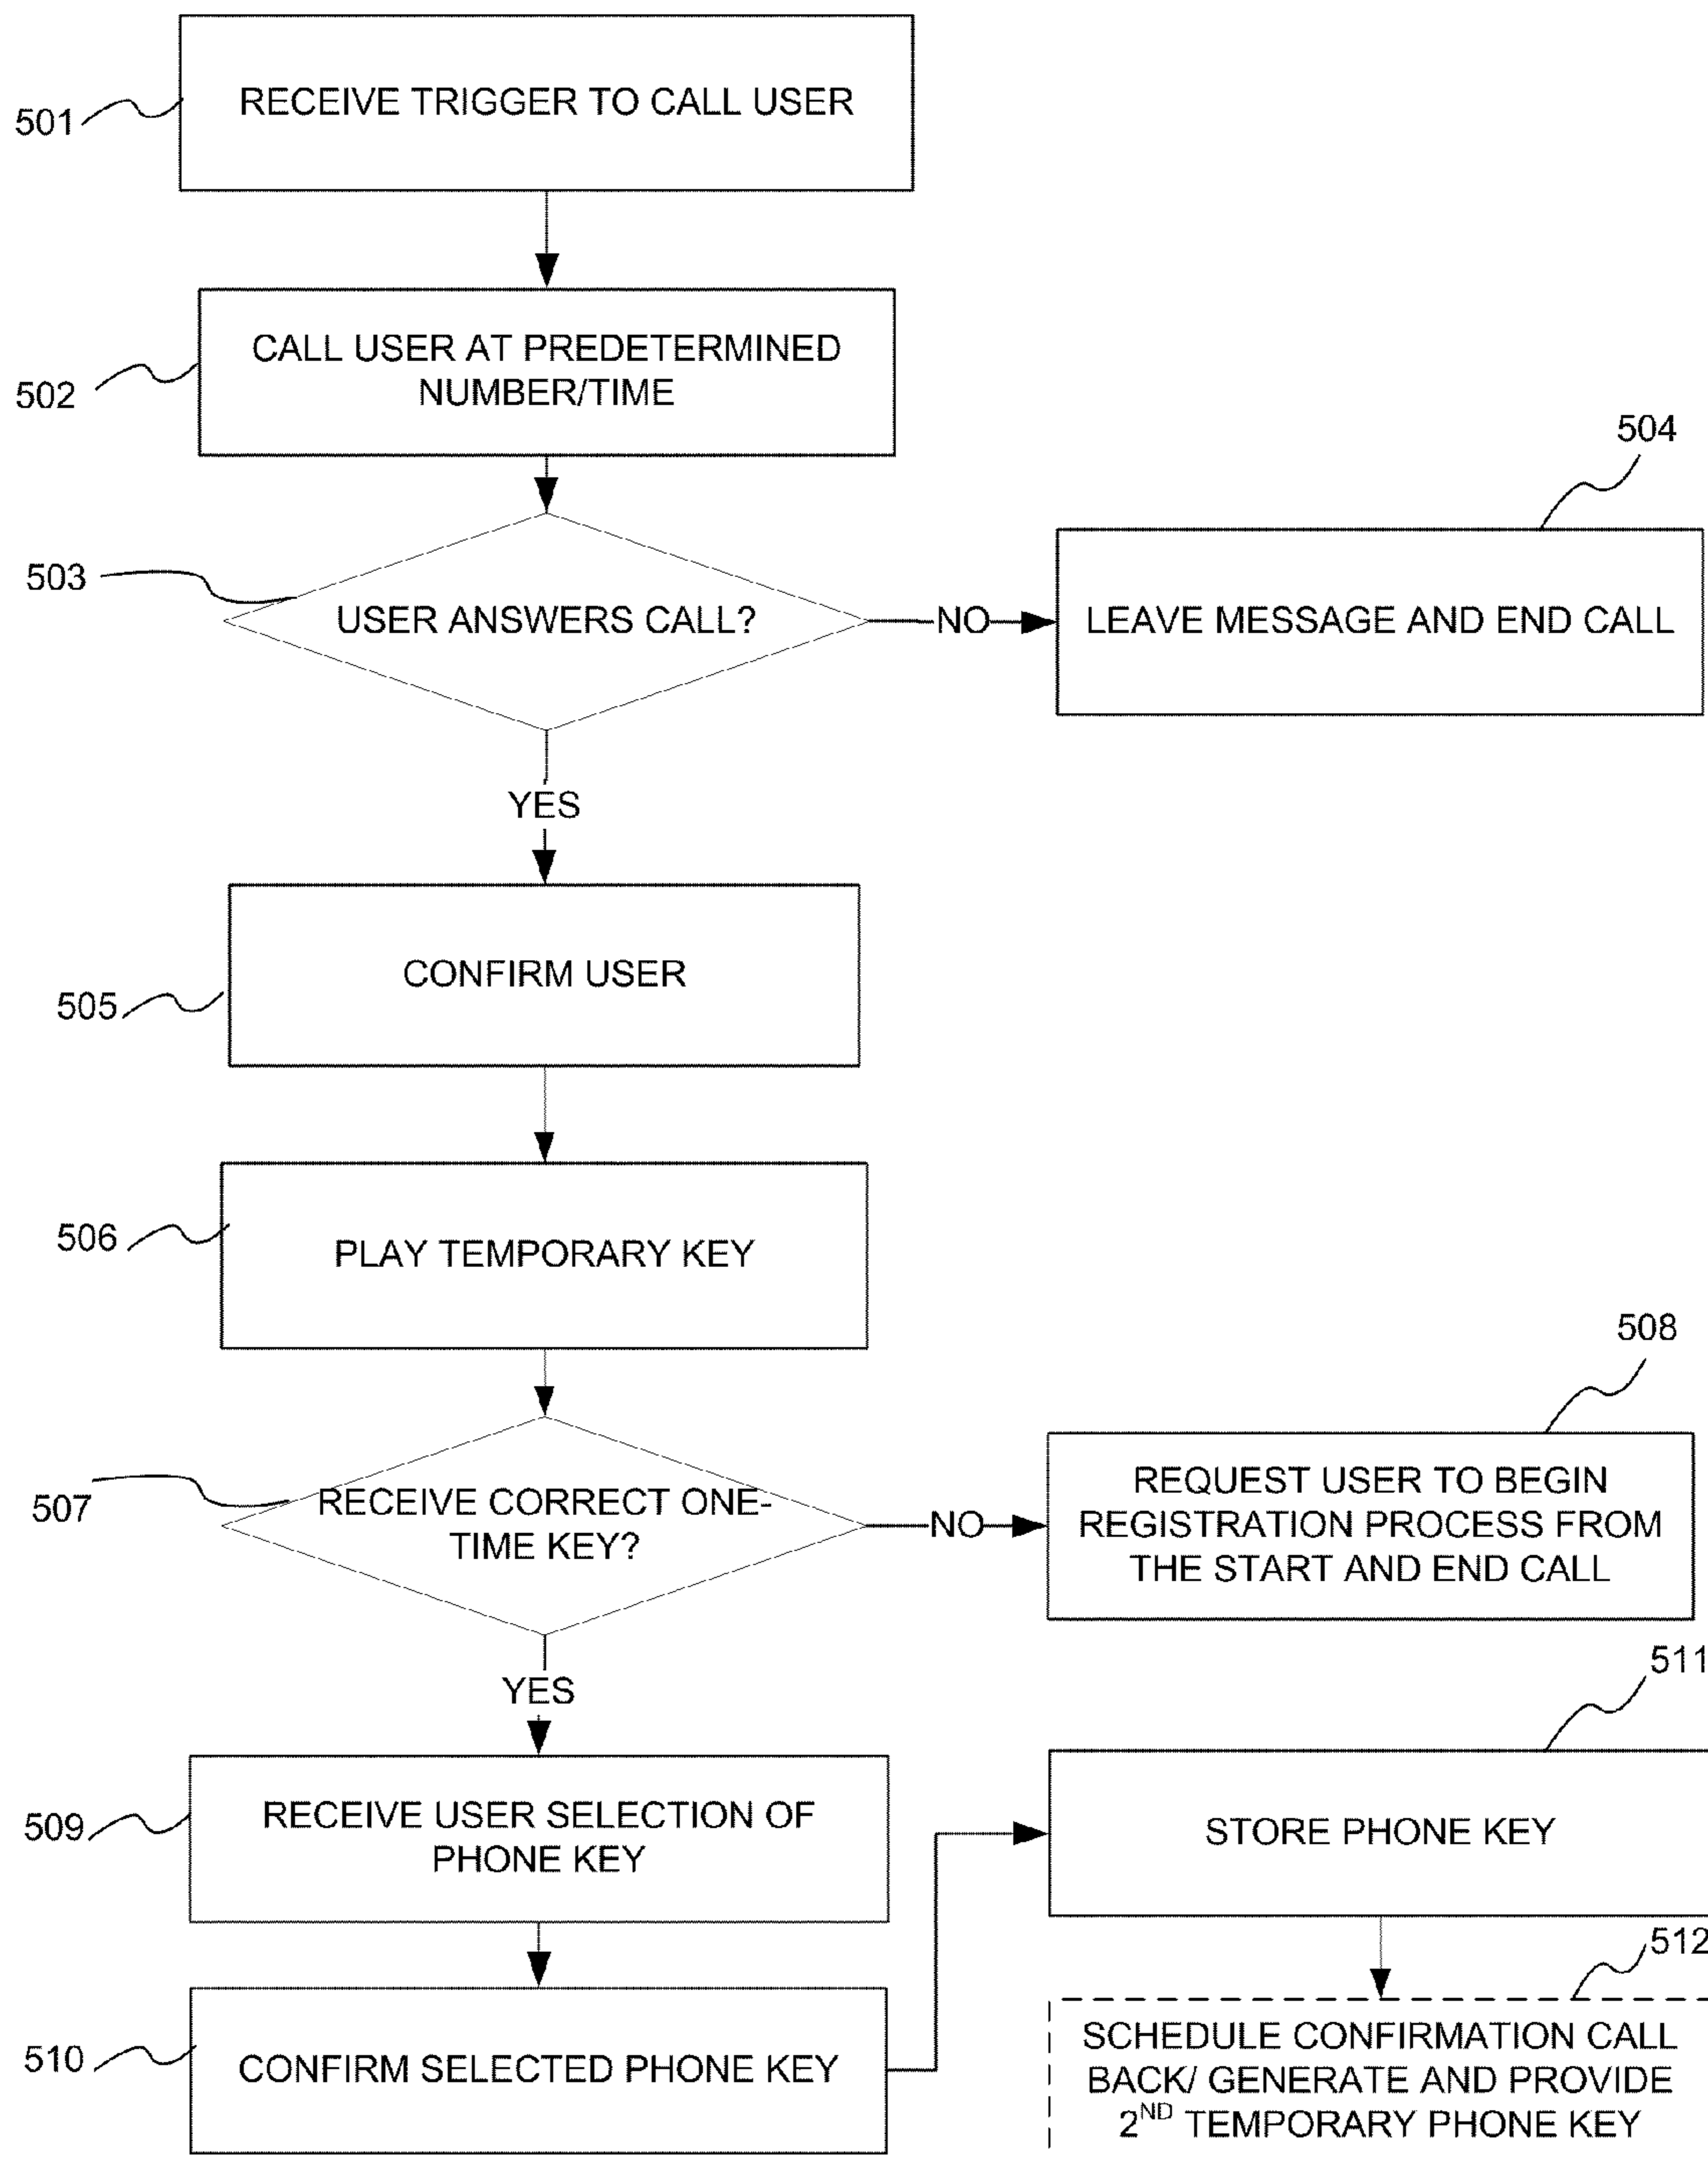 501
RECEIVE TRIGGER TO CALL USER
502
CALL USER AT PREDETERMINED
NUMBER/TIME
503
USER ANSWERS CALL?
NO
504
LEAVE MESSAGE AND END CALL
YES
505
CONFIRM USER
506
PLAY TEMPORARY KEY
507
RECEIVE CORRECT ONE-
TIME KEY?
NO
508
REQUEST USER TO BEGIN
REGISTRATION PROCESS FROM
THE START AND END CALL
YES
509
RECEIVE USER SELECTION OF
PHONE KEY
510
CONFIRM SELECTED PHONE KEY
511
STORE PHONE KEY
512
SCHEDULE CONFIRMATION CALL
BACK/ GENERATE AND PROVIDE
2ND TEMPORARY PHONE KEY